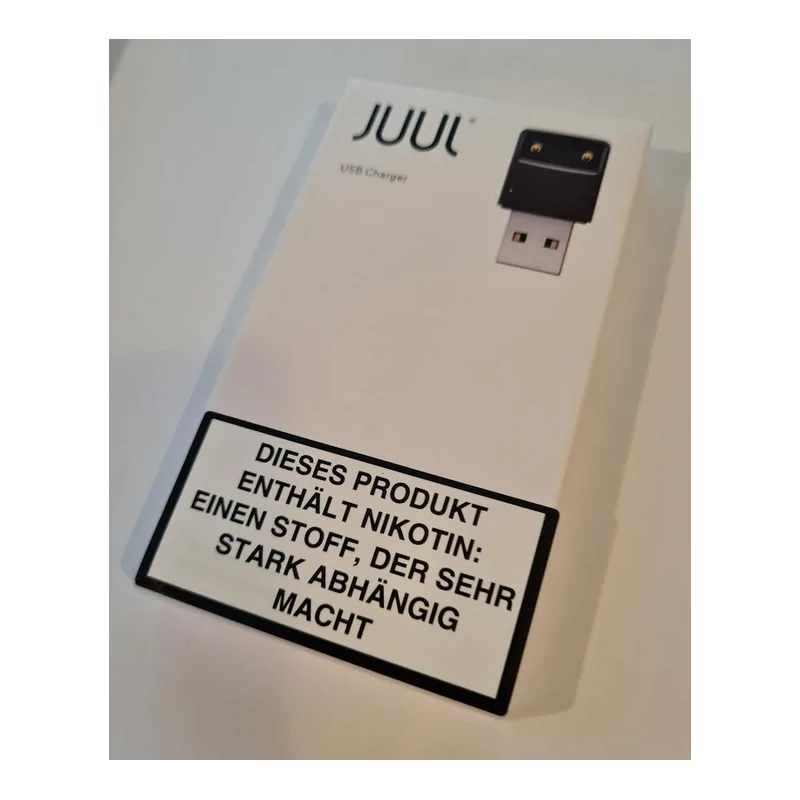 JUUL
USB Charger
DIESES PRODUKT
ENTHÄLT NIKOTIN:
EINEN STOFF, DER SEHR
STARK ABHÄNGIG
MACHT